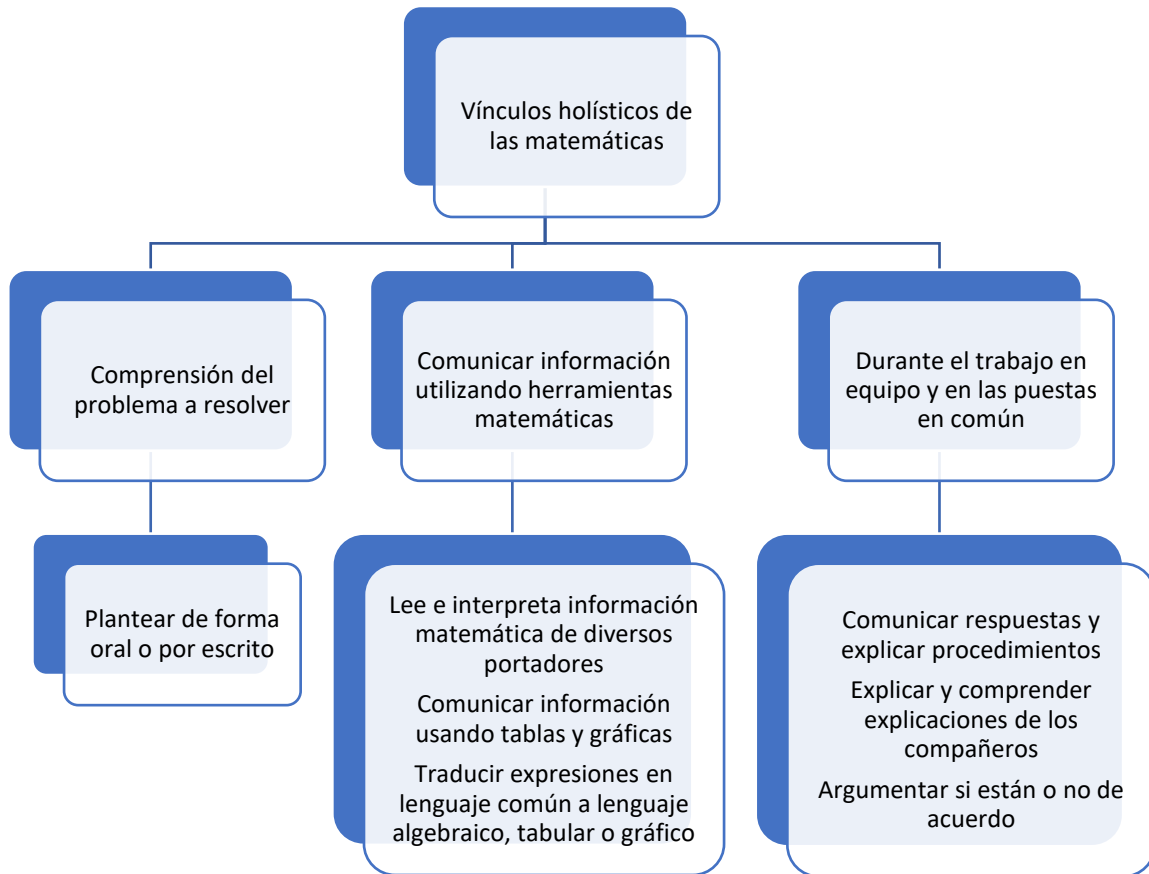 Vínculos holísticos de
las matemáticas
Comprensión del
problema a resolver
Comunicar información
utilizando herramientas
matemáticas
Durante el trabajo en
equipo y en las puestas
en común
Plantear de forma
oral o por escrito
Lee e interpreta información
matemática de diversos
portadores
Comunicar información
usando tablas y gráficas
Traducir expresiones en
lenguaje común a lenguaje
algebraico, tabular o gráfico
Comunicar respuestas y
explicar procedimientos
Explicar y comprender
explicaciones de los
compañeros
Argumentar si están o no de
acuerdo